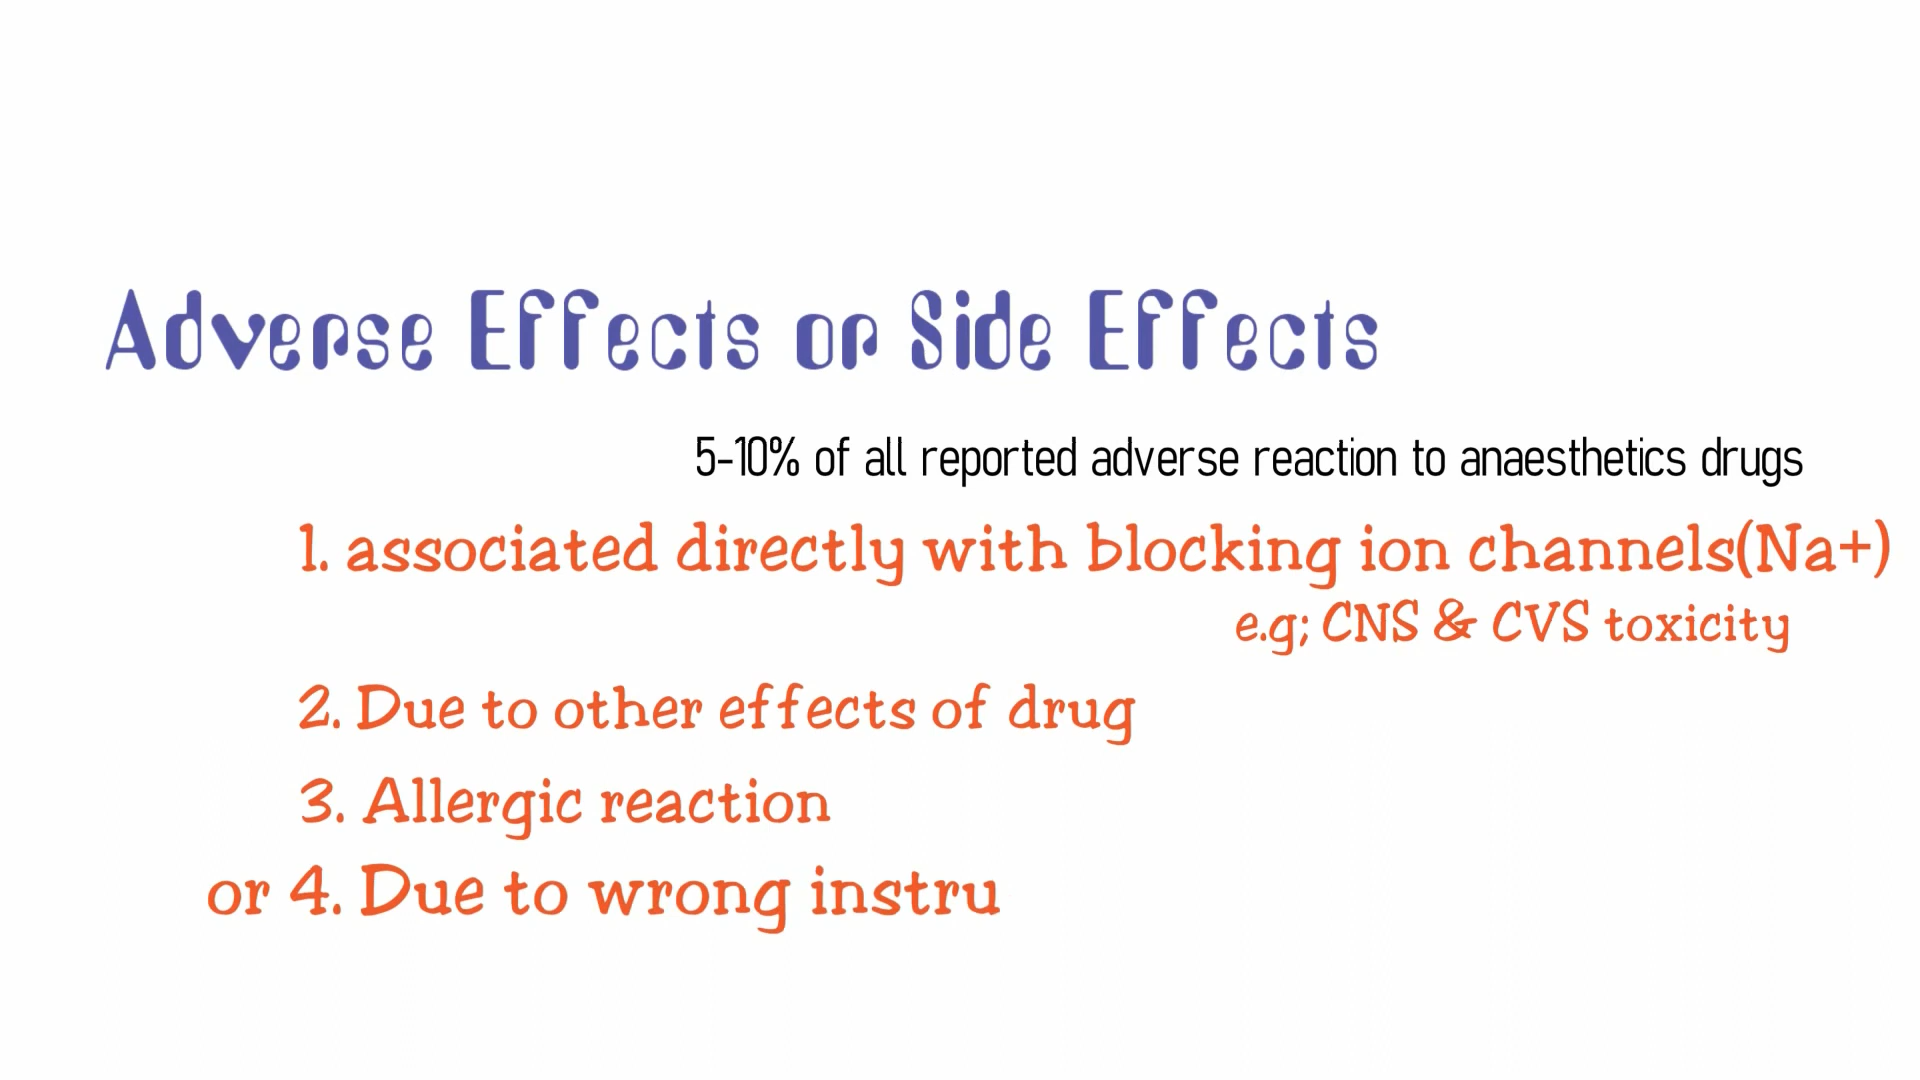 Adverse Effects or Side Effects
5-10% of all reported adverse reaction to anaesthetics drugs
1. associated directly with blocking ion channels(Na+)
e.g; CNS & CVS toxicity
2. Due to other effects of drug
3. Allergic reaction
or 4. Due to wrong instru